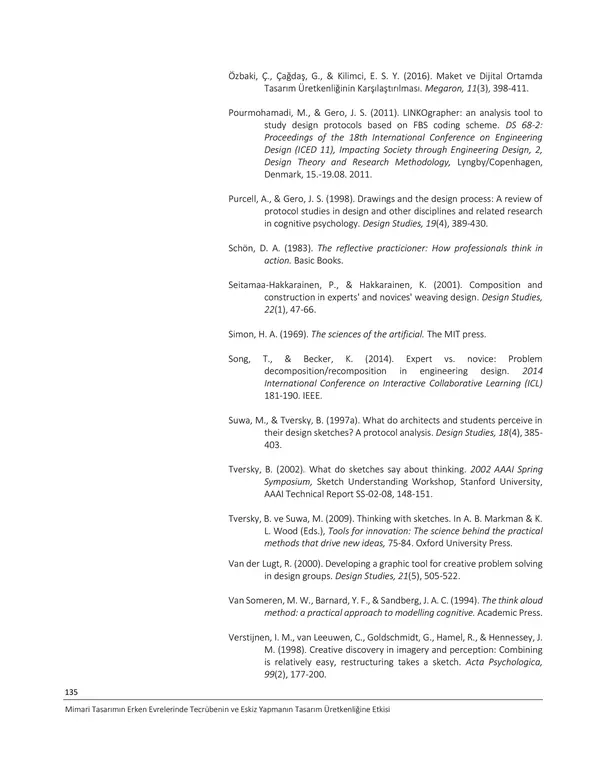 Özbaki, Ç., Çağdaş, G., & Kilimci, E. S. Y. (2016). Maket ve Dijital Ortamda
Tasarım Üretkenliğinin Karşılaştırılması. Megaron, 11(3), 398-411.
Pourmohamadi, M., & Gero, J. S. (2011). LINKOgrapher: an analysis tool to
study design protocols based on FBS coding scheme. DS 68-2:
Proceedings of the 18th International Conference on Engineering
Design (ICED 11), Impacting Society through Engineering Design, 2,
Design Theory and Research Methodology, Lyngby/Copenhagen,
Denmark, 15.-19.08. 2011.
Purcell, A., & Gero, J. S. (1998). Drawings and the design process: A review of
protocol studies in design and other disciplines and related research
in cognitive psychology. Design Studies, 19(4), 389-430.
Schön, D. A. (1983). The reflective practicioner: How professionals think in
action. Basic Books.
Seitamaa-Hakkarainen, P., & Hakkarainen, K. (2001). Composition and
construction in experts' and novices' weaving design. Design Studies,
22(1), 47-66.
Simon, H. A. (1969). The sciences of the artificial. The MIT press.
Song, T., & Becker, K. (2014). Expert vs. novice: Problem
decomposition/recomposition in engineering design. 2014
International Conference on Interactive Collaborative Learning (ICL)
181-190. IEEE.
Suwa, M., & Tversky, B. (1997a). What do architects and students perceive in
their design sketches? A protocol analysis. Design Studies, 18(4), 385-
403.
Tversky, B. (2002). What do sketches say about thinking. 2002 AAAI Spring
Symposium, Sketch Understanding Workshop, Stanford University,
AAAI Technical Report SS-02-08, 148-151.
Tversky, B. ve Suwa, M. (2009). Thinking with sketches. In A. B. Markman & K.
L. Wood (Eds.), Tools for innovation: The science behind the practical
methods that drive new ideas, 75-84. Oxford University Press.
Van der Lugt, R. (2000). Developing a graphic tool for creative problem solving
in design groups. Design Studies, 21(5), 505-522.
Van Someren, M. W., Barnard, Y. F., & Sandberg, J. A. C. (1994). The think aloud
method: a practical approach to modelling cognitive. Academic Press.
Verstijnen, I. M., van Leeuwen, C., Goldschmidt, G., Hamel, R., & Hennessey, J.
M. (1998). Creative discovery in imagery and perception: Combining
is relatively easy, restructuring takes a sketch. Acta Psychologica,
99(2), 177-200.
135
Mimari Tasarımın Erken Evrelerinde Tecrübenin ve Eskiz Yapmanın Tasarım Üretkenliğine Etkisi